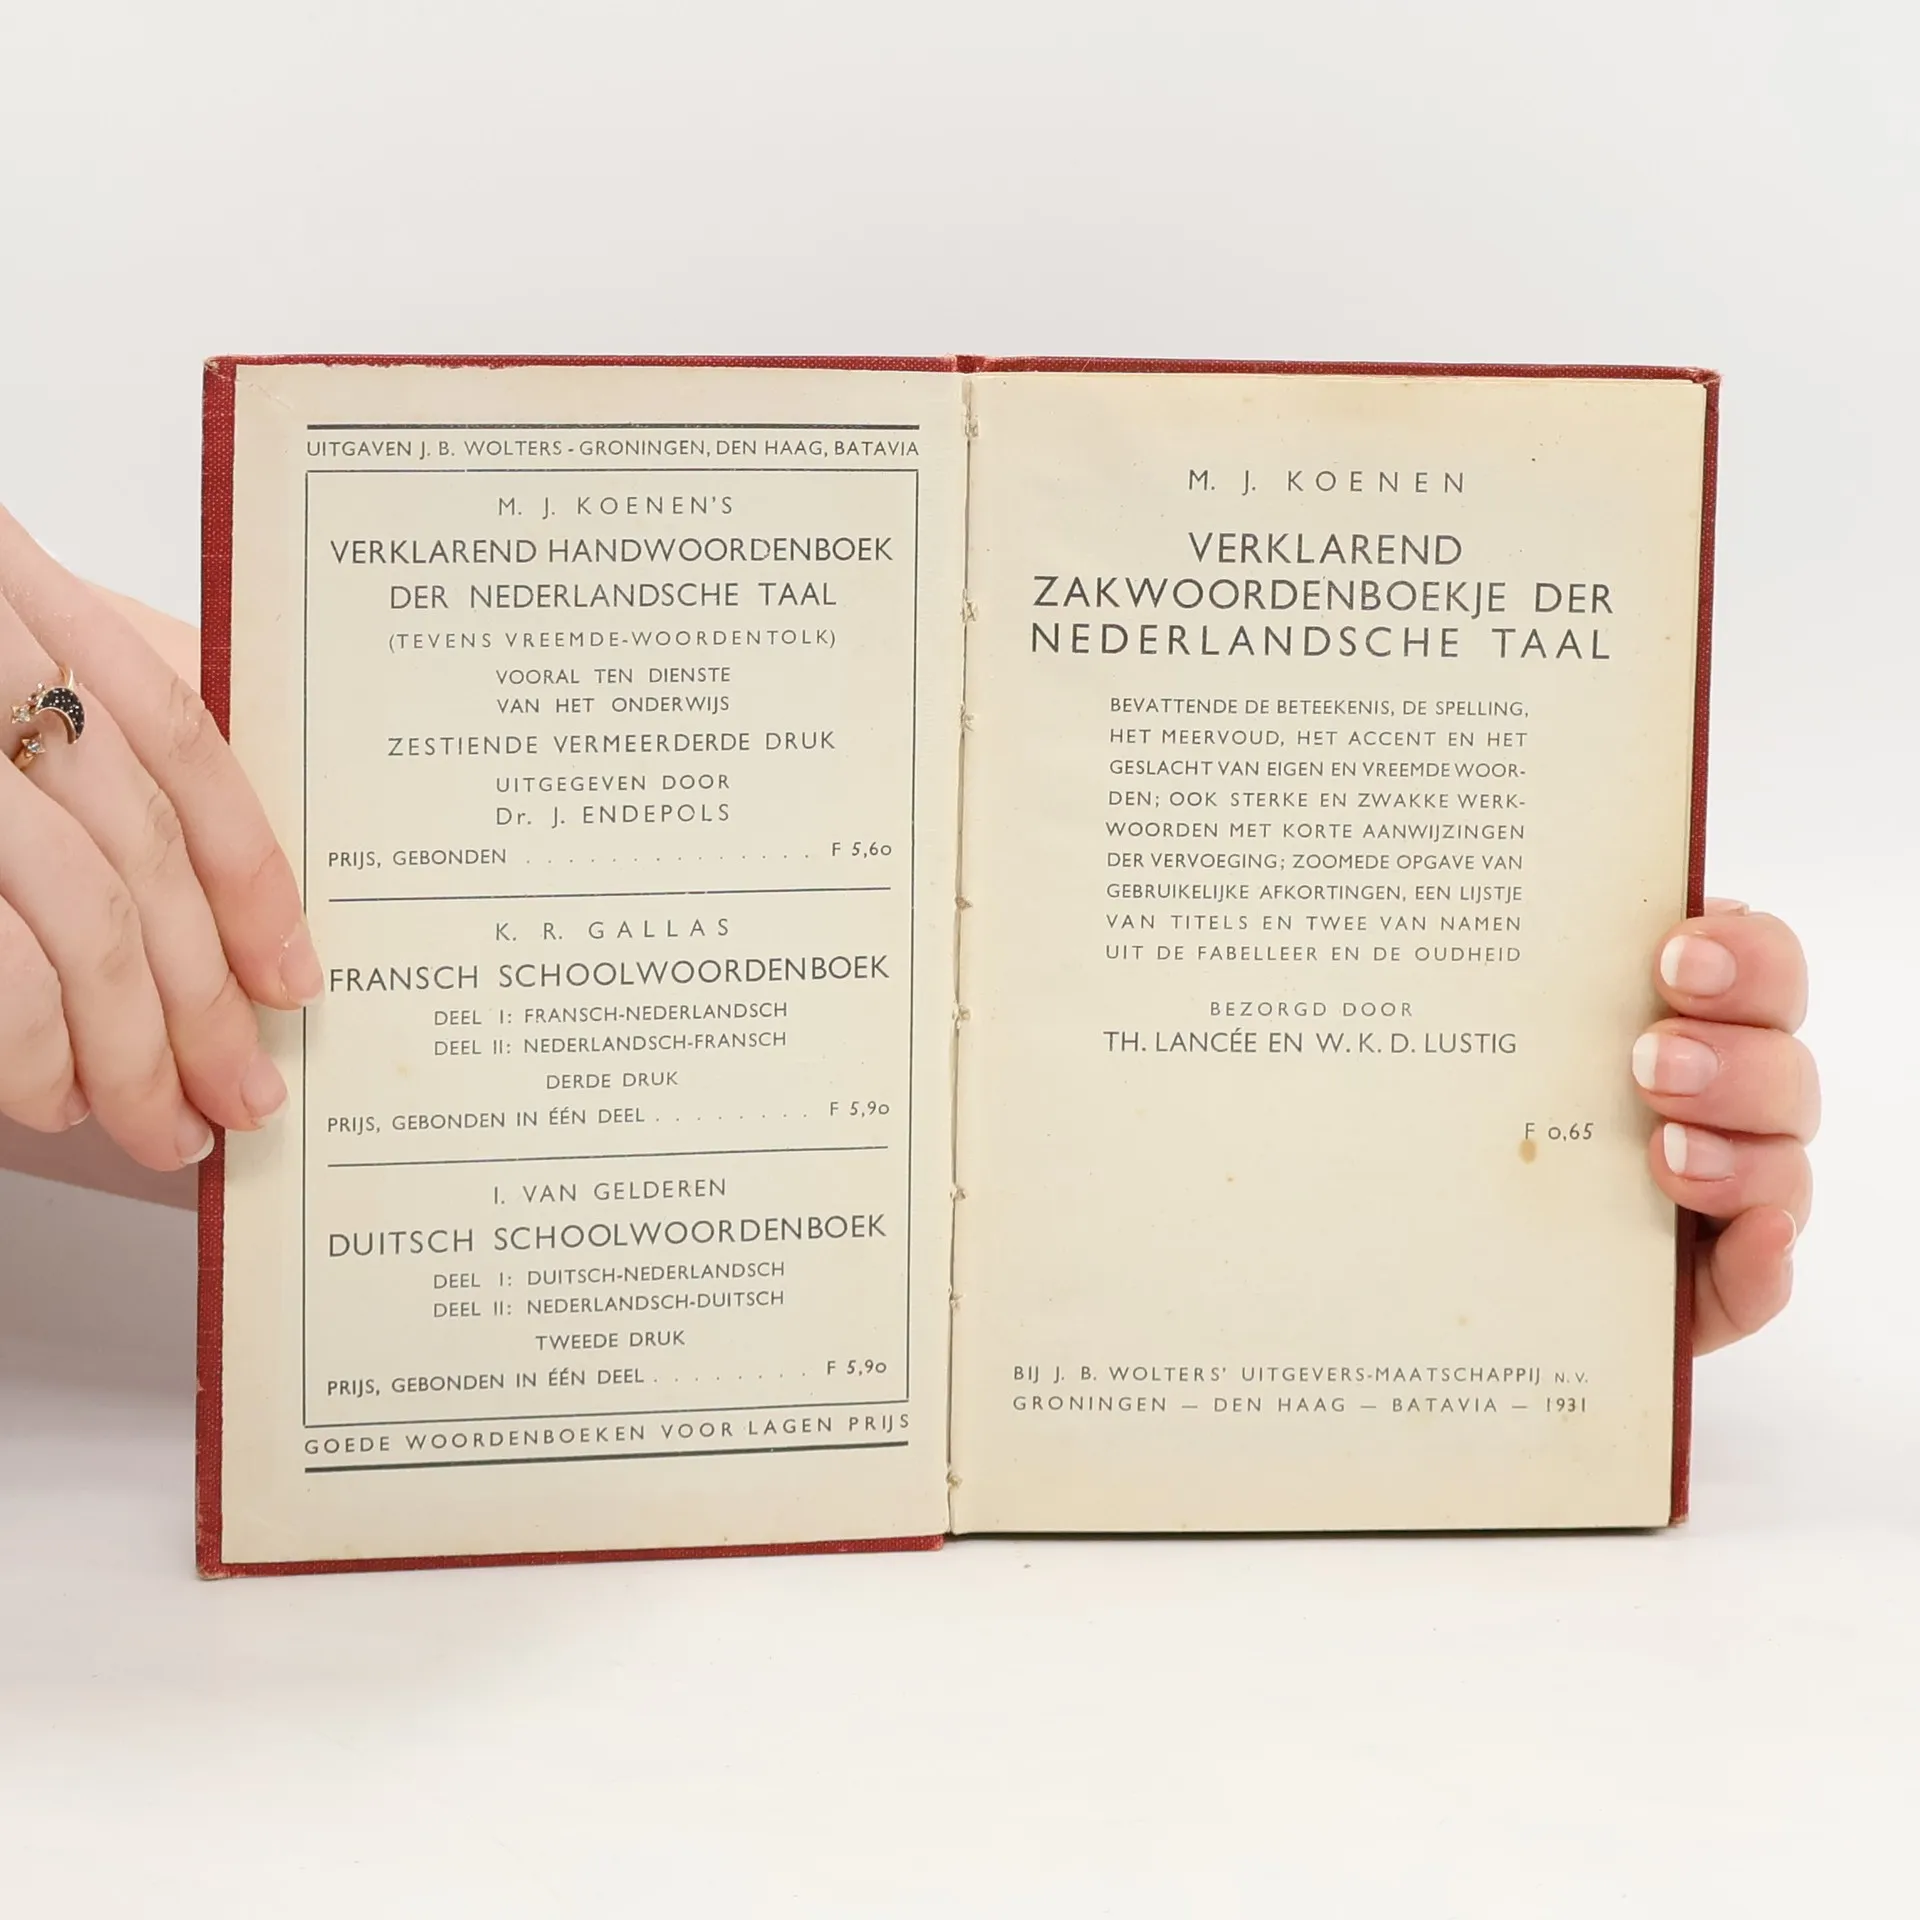 UITGAVEN J. B. WOLTERS - GRONINGEN, DEN HAAG, BATAVIA
M. J. KOENEN'S
VERKLAREND HANDWOORDENBOEK
DER NEDERLANDSCHE TAAL
(TEVENS VREEMDE-WOORDENTOLK)
VOORAL TEN DIENSTE
VAN HET ONDERWIJS
ZESTIENDE VERMEERDERDE DRUK
UITGEGEVEN DOOR
Dr. J. ENDEPOLS
PRIJS, GEBONDEN . . . . . . . . . . . . . . . F 5,60
K. R. GALLAS
FRANSCH SCHOOLWOORDENBOEK
DEEL I: FRANSCH-NEDERLANDSCH
DEEL II: NEDERLANDSCH-FRANSCH
DERDE DRUK
PRIJS, GEBONDEN IN ÉÉN DEEL . . . . . . . . F 5,90
I. VAN GELDEREN
DUITSCH SCHOOLWOORDENBOEK
DEEL I: DUITSCH-NEDERLANDSCH
DEEL II: NEDERLANDSCH-DUITSCH
TWEEDE DRUK
PRIJS, GEBONDEN IN ÉÉN DEEL . . . . . . . . F 5,90
GOEDE WOORDENBOEKEN VOOR LAGEN PRIJS
M. J. KOENEN
VERKLAREND
ZAKWOORDENBOEKJE DER
NEDERLANDSCHE TAAL
BEVATTENDE DE BETEEKENIS, DE SPELLING,
HET MEERVOUD, HET ACCENT EN HET
GESLACHT VAN EIGEN EN VREEMDE WOOR-
DEN; OOK STERKE EN ZWAKKE WERK-
WOORDEN MET KORTE AANWIJZINGEN
DER VERVOEGING; ZOOMEDE OPGAVE VAN
GEBRUIKELIJKE AFKORTINGEN, EEN LIJSTJE
VAN TITELS EN TWEE VAN NAMEN
UIT DE FABELLEER EN DE OUDHEID
BEZORGD DOOR
TH. LANCÉE EN W. K. D. LUSTIG
F 0,65
BIJ J. B. WOLTERS' UITGEVERS-MAATSCHAPPIJ N. V.
GRONINGEN — DEN HAAG — BATAVIA — 1931